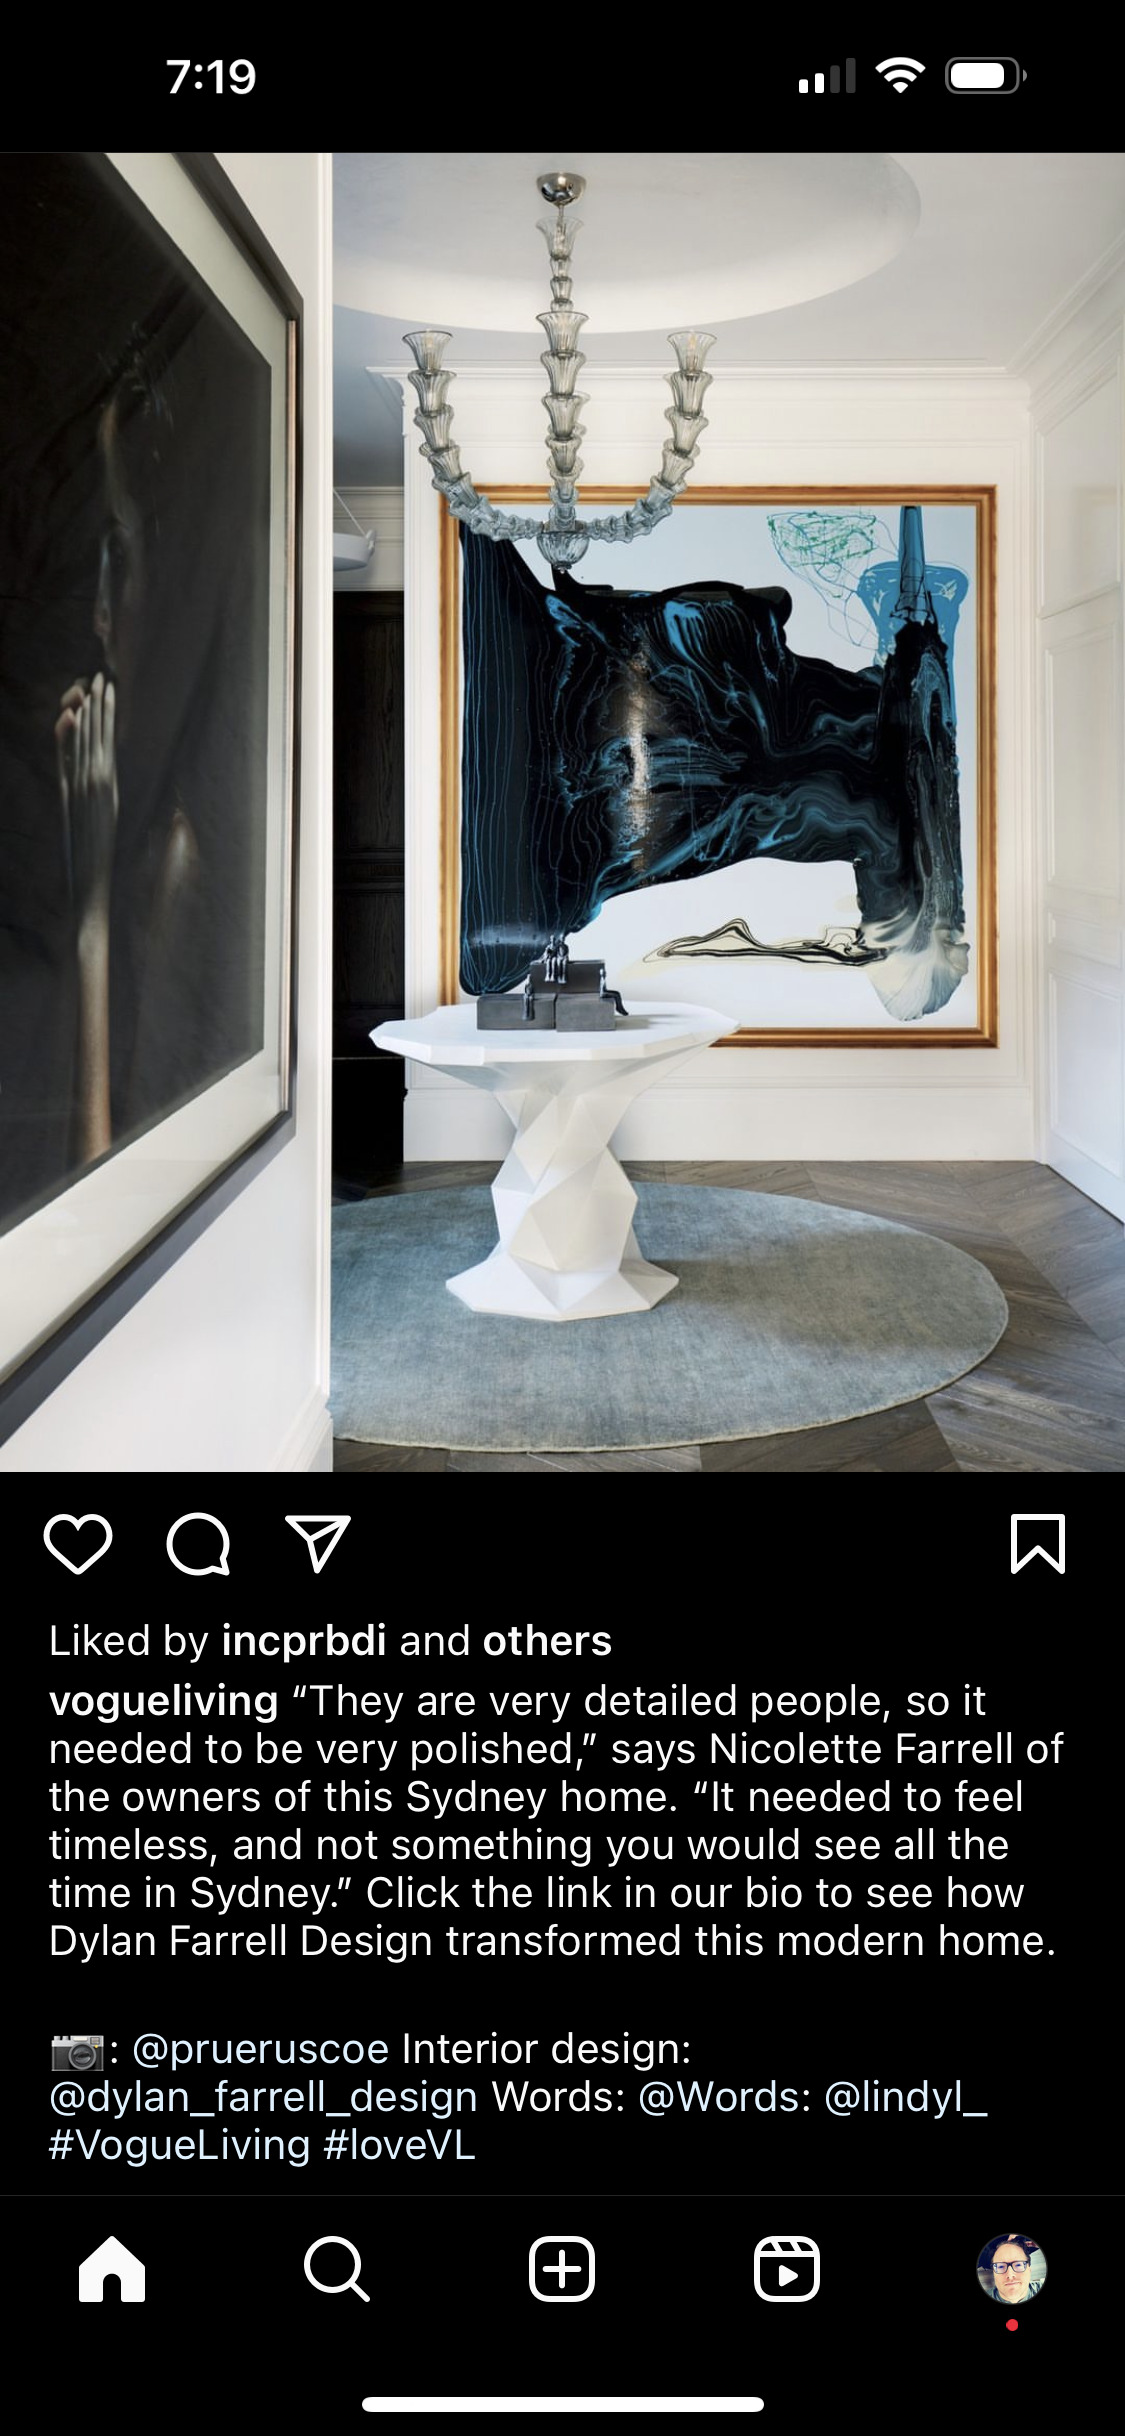 7:19
Liked by incprbdi and others
vogueliving “They are very detailed people, so it
needed to be very polished,” says Nicolette Farrell of
the owners of this Sydney home. “It needed to feel
timeless, and not something you would see all the
time in Sydney.” Click the link in our bio to see how
Dylan Farrell Design transformed this modern home.
📷: @prueruscoe Interior design:
@dylan_farrell_design Words: @Words: @lindyl_
#VogueLiving #loveVL